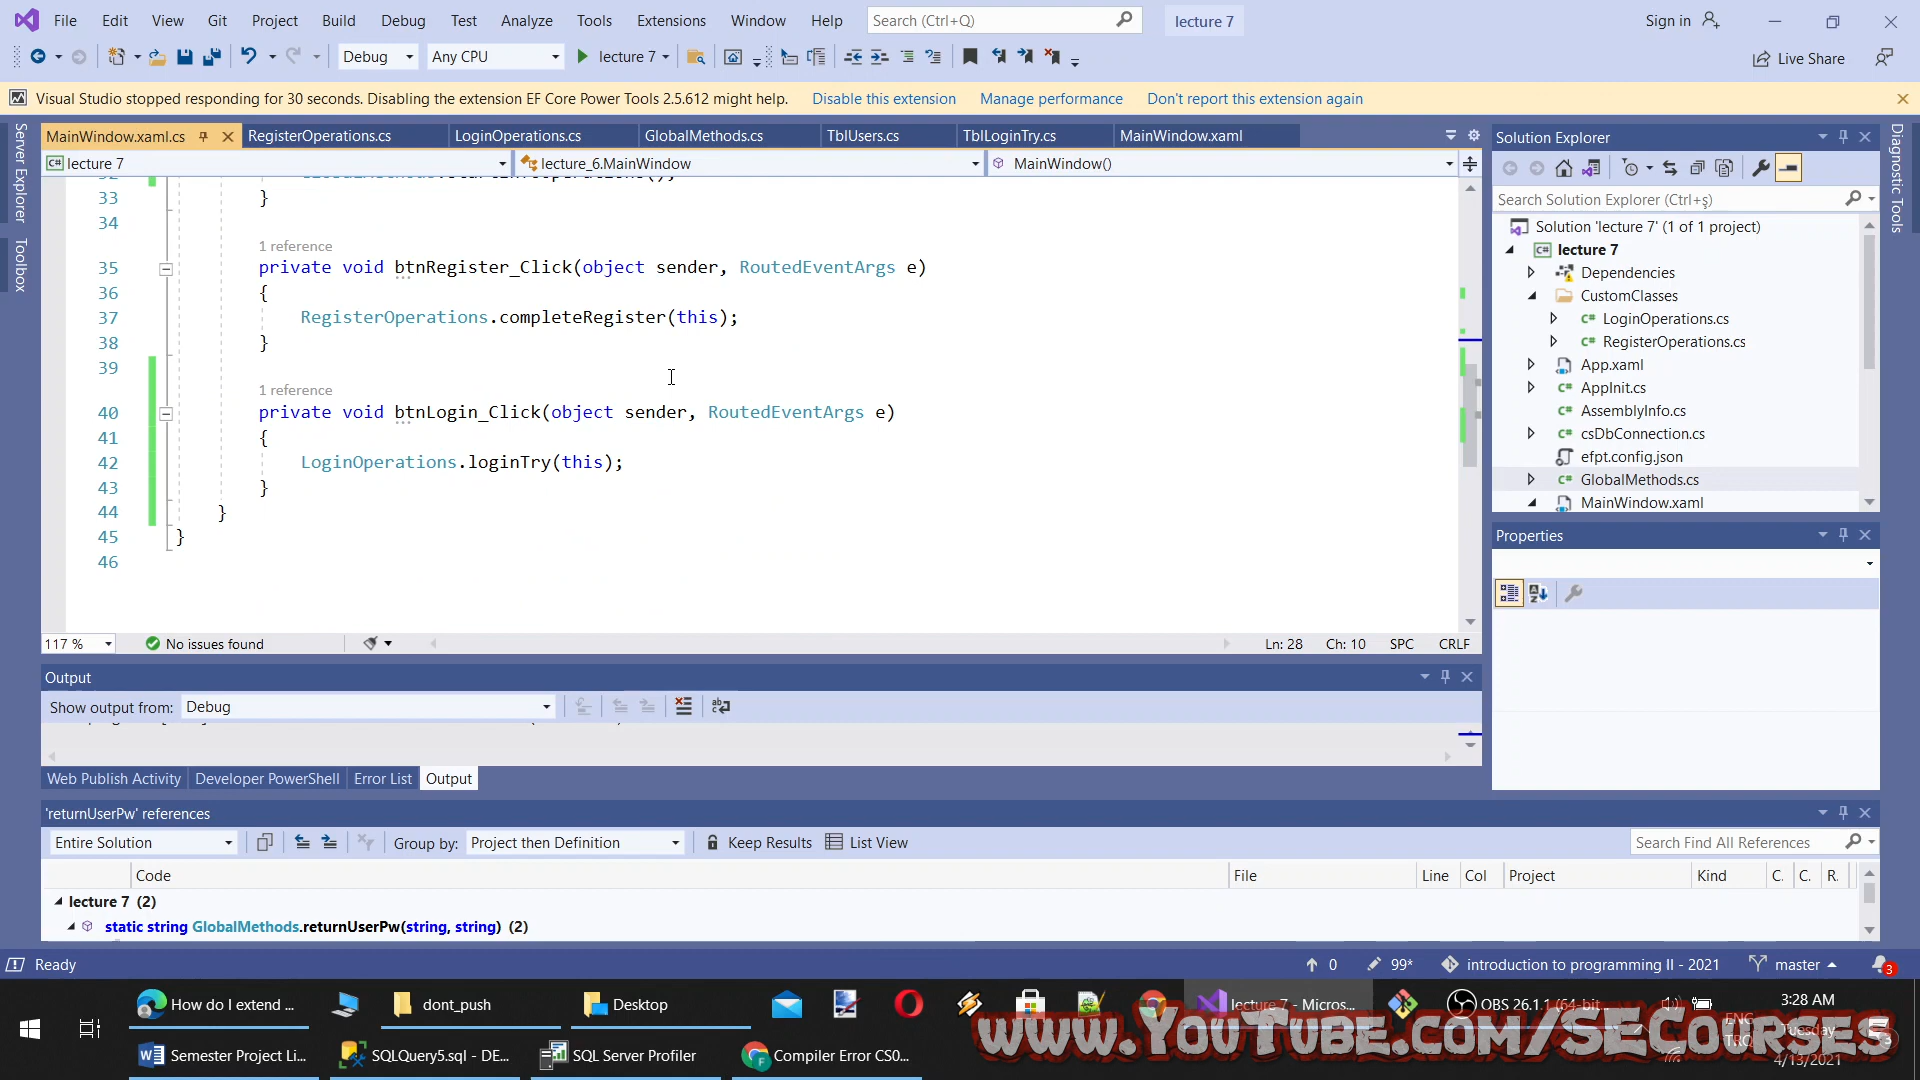 File Edit View Git Project Build Debug Test Analyze Tools Extensions Window Help Search (Ctrl+Q) lecture 7 Sign in
Debug Any CPU lecture 7 Live Share
Visual Studio stopped responding for 30 seconds. Disabling the extension EF Core Power Tools 2.5.612 might help. Disable this extension Manage performance Don't report this extension again
Server Explorer
Toolbox
MainWindow.xaml.cs RegisterOperations.cs LoginOperations.cs GlobalMethods.cs TblUsers.cs TblLoginTry.cs MainWindow.xaml
lecture 7 lecture_6.MainWindow MainWindow()
33 }
34
1 reference
35 private void btnRegister_Click(object sender, RoutedEventArgs e)
36 {
37 RegisterOperations.completeRegister(this);
38 }
39
1 reference
40 private void btnLogin_Click(object sender, RoutedEventArgs e)
41 {
42 LoginOperations.loginTry(this);
43 }
44 }
45 }
46
117 % No issues found Ln: 28 Ch: 10 SPC CRLF
Solution Explorer
Search Solution Explorer (Ctrl+ş)
Solution 'lecture 7' (1 of 1 project)
lecture 7
Dependencies
CustomClasses
LoginOperations.cs
RegisterOperations.cs
App.xaml
AppInit.cs
AssemblyInfo.cs
csDbConnection.cs
efpt.config.json
GlobalMethods.cs
MainWindow.xaml
Diagnostic Tools
Properties
Output
Show output from: Debug
Web Publish Activity Developer PowerShell Error List Output
'returnUserPw' references
Entire Solution Group by: Project then Definition Keep Results List View Search Find All References
Code File Line Col Project Kind C. C. R.
lecture 7 (2)
static string GlobalMethods.returnUserPw(string, string) (2)
Ready 0 99* introduction to programming II - 2021 master 3
How do I extend ... dont_push Desktop lecture 7 - Micros... OBS 26.1.1 (64-bit... 3:28 AM
ENG Tuesday
Semester Project Li... SQLQuery5.sql - DE... SQL Server Profiler Compiler Error CS0... 4/13/2021
www.YouTube.com/SECourses